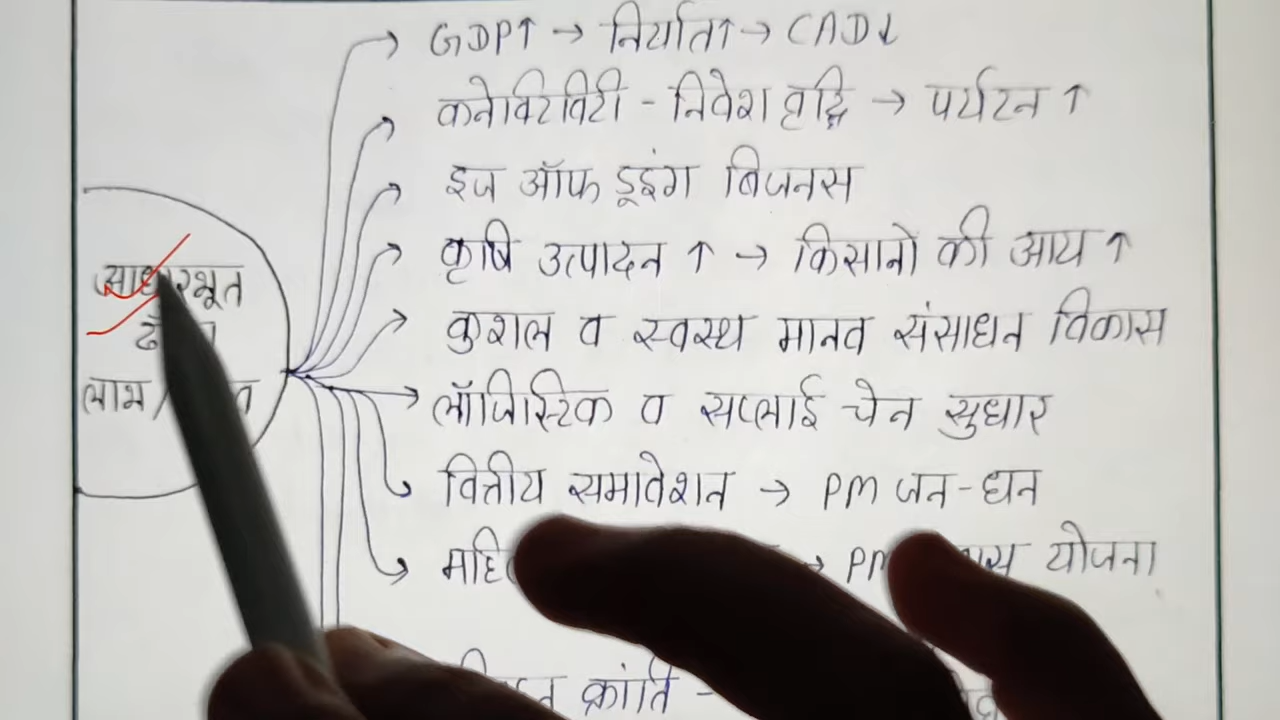 GDP↑ → निर्यात↑ → CAD↓
कनेक्टिविटी - निवेश वृद्धि → पर्यटन ↑
इज ऑफ डूइंग बिजनस
कृषि उत्पादन ↑ → किसानो की आय ↑
कुशल व स्वस्थ मानव संसाधन विकास
लॉजिस्टिक व सप्लाई चेन सुधार
वित्तीय समावेशन → PM जन-धन
→ PM योजना
क्रांति -
आधारभूत
लाभ /